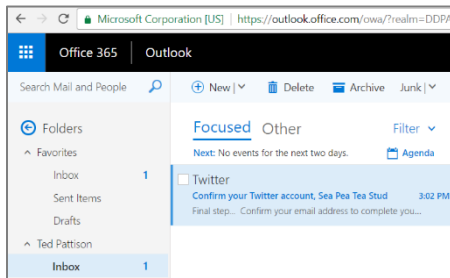 Microsoft Corporation [US] | https://outlook.office.com/owa/?realm=DDPA
Office 365 Outlook
Search Mail and People New | Delete Archive Junk |
Folders
Focused Other Filter
Favorites
Next: No events for the next two days. Agenda
Inbox 1
Twitter
Sent Items
Confirm your Twitter account, Sea Pea Tea Stud 3:02 PM
Drafts
Final step... Confirm your email address to complete you...
Ted Pattison
Inbox 1